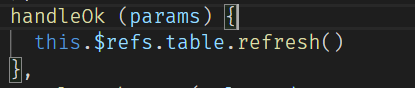 handleOk (params) {
this.$refs.table.refresh()
},